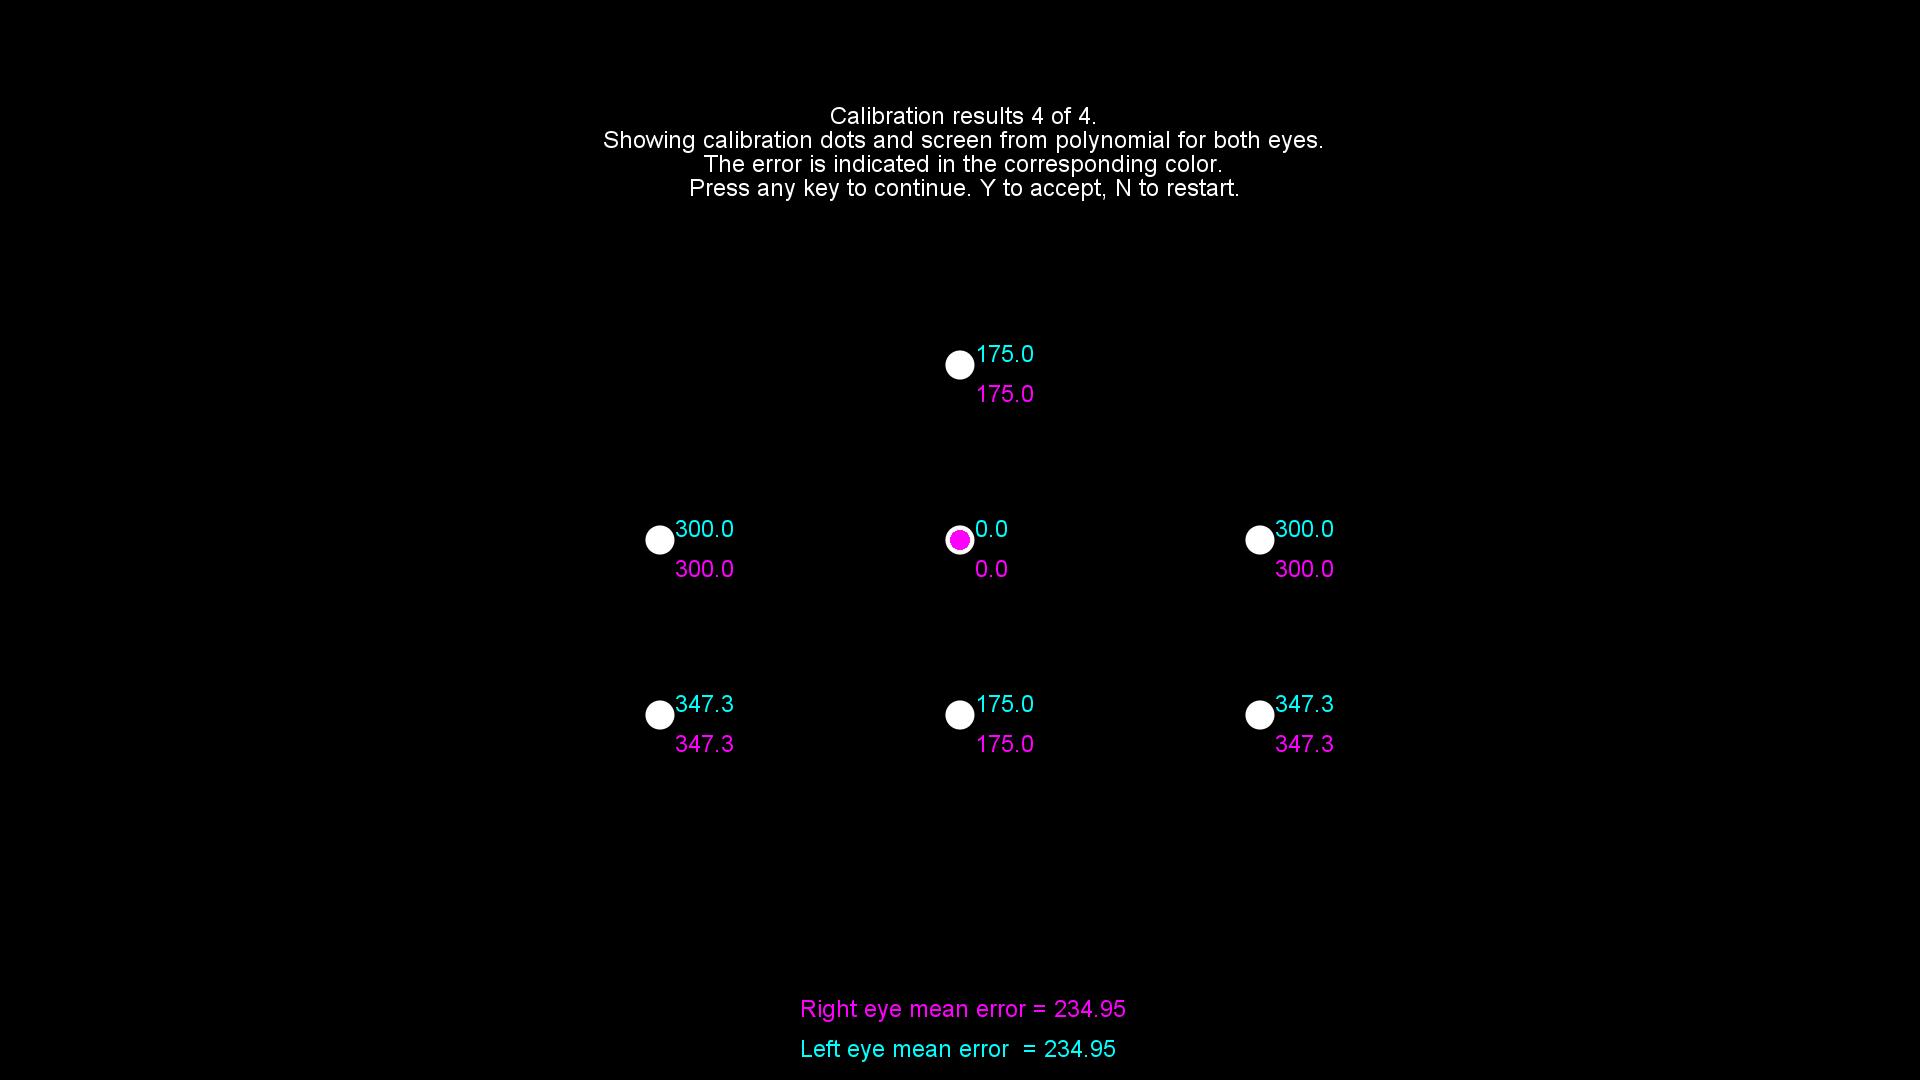 Calibration results 4 of 4.
Showing calibration dots and screen from polynomial for both eyes.
The error is indicated in the corresponding color.
Press any key to continue. Y to accept, N to restart.
175.0
175.0
300.0 0.0 300.0
300.0 0.0 300.0
347.3 175.0 347.3
347.3 175.0 347.3
Right eye mean error = 234.95
Left eye mean error = 234.95